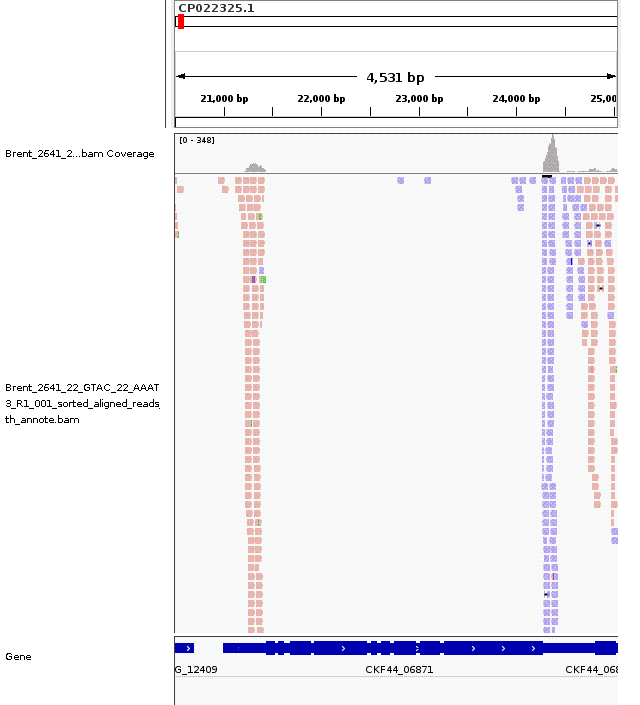 CP022325.1
4,531 bp
21,000 bp 22,000 bp 23,000 bp 24,000 bp 25,00
[0 - 348]
Brent_2641_2...bam Coverage
Brent_2641_22_GTAC_22_AAAT
3_R1_001_sorted_aligned_reads_
th_annote.bam
Gene
G_12409 CKF44_06871 CKF44_068